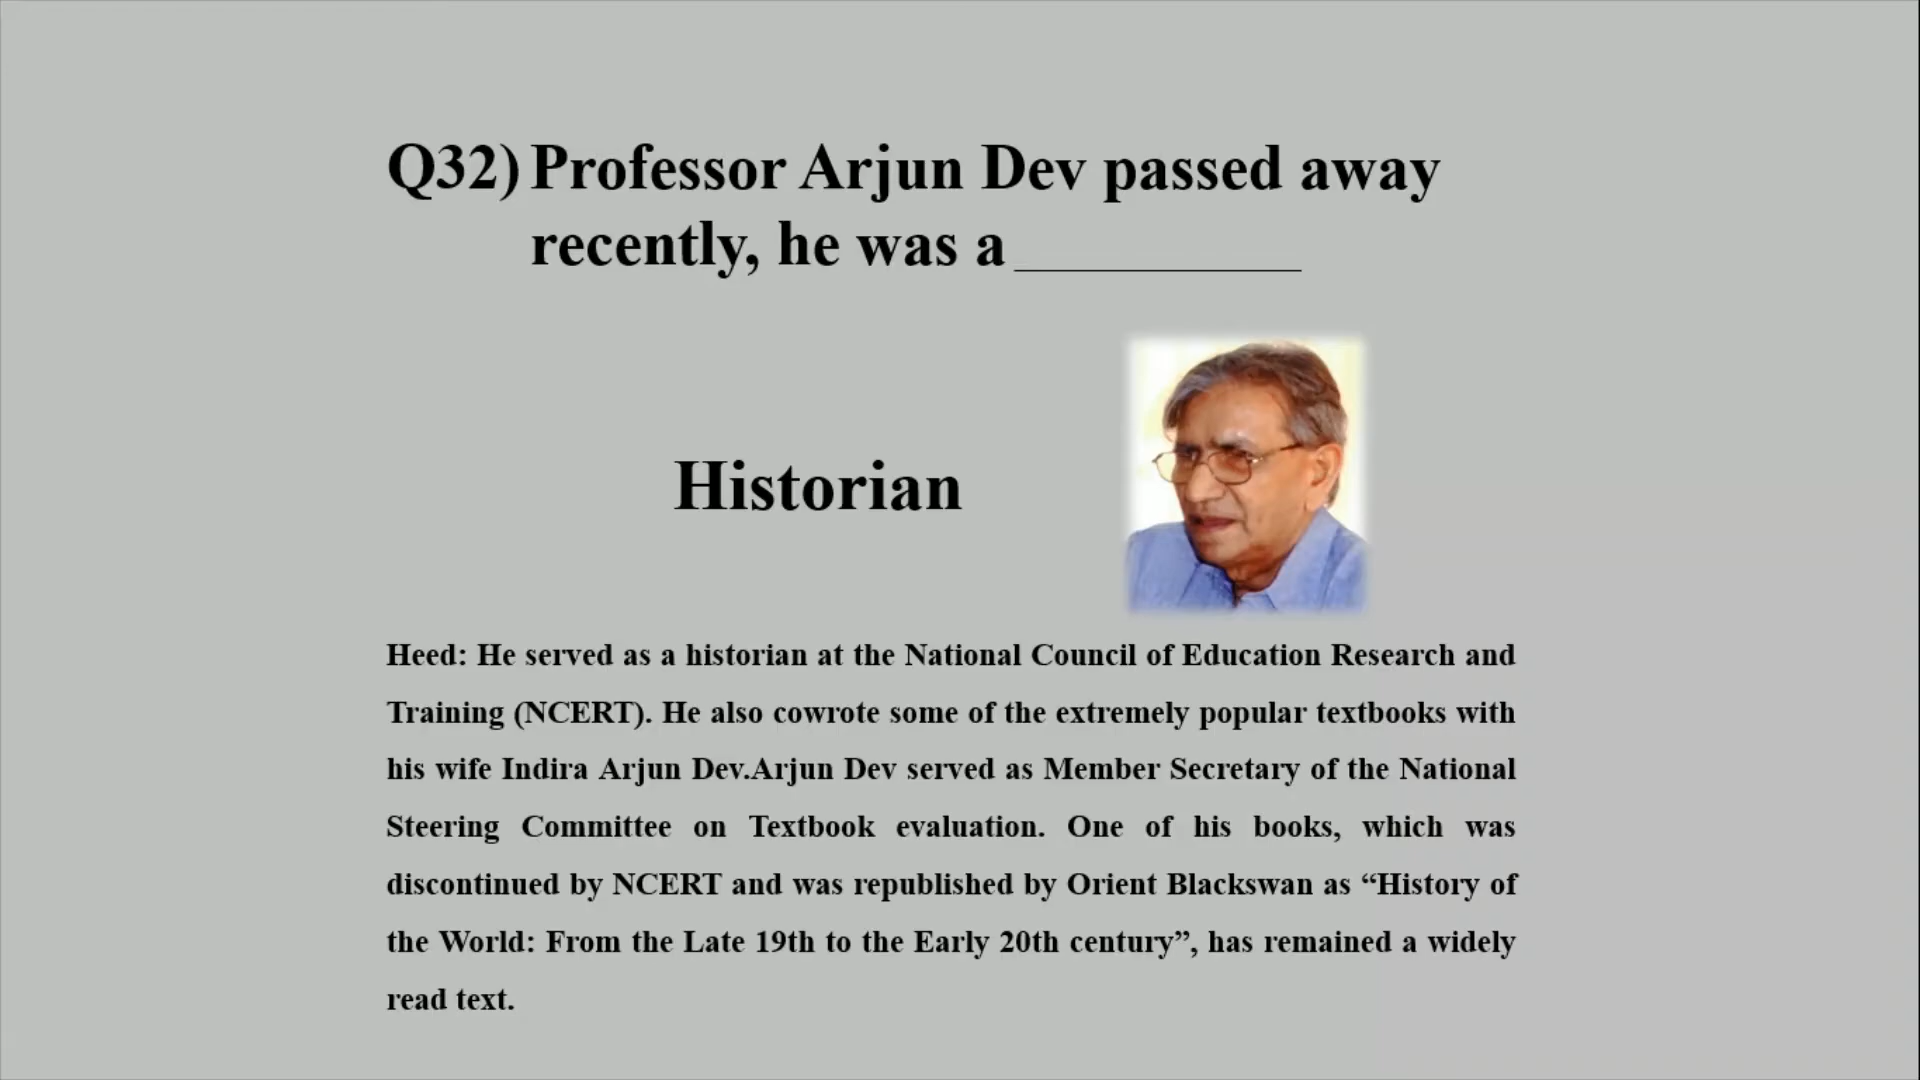 Q32) Professor Arjun Dev passed away
recently, he was a ___________
Historian
Heed: He served as a historian at the National Council of Education Research and
Training (NCERT). He also cowrote some of the extremely popular textbooks with
his wife Indira Arjun Dev.Arjun Dev served as Member Secretary of the National
Steering Committee on Textbook evaluation. One of his books, which was
discontinued by NCERT and was republished by Orient Blackswan as “History of
the World: From the Late 19th to the Early 20th century”, has remained a widely
read text.